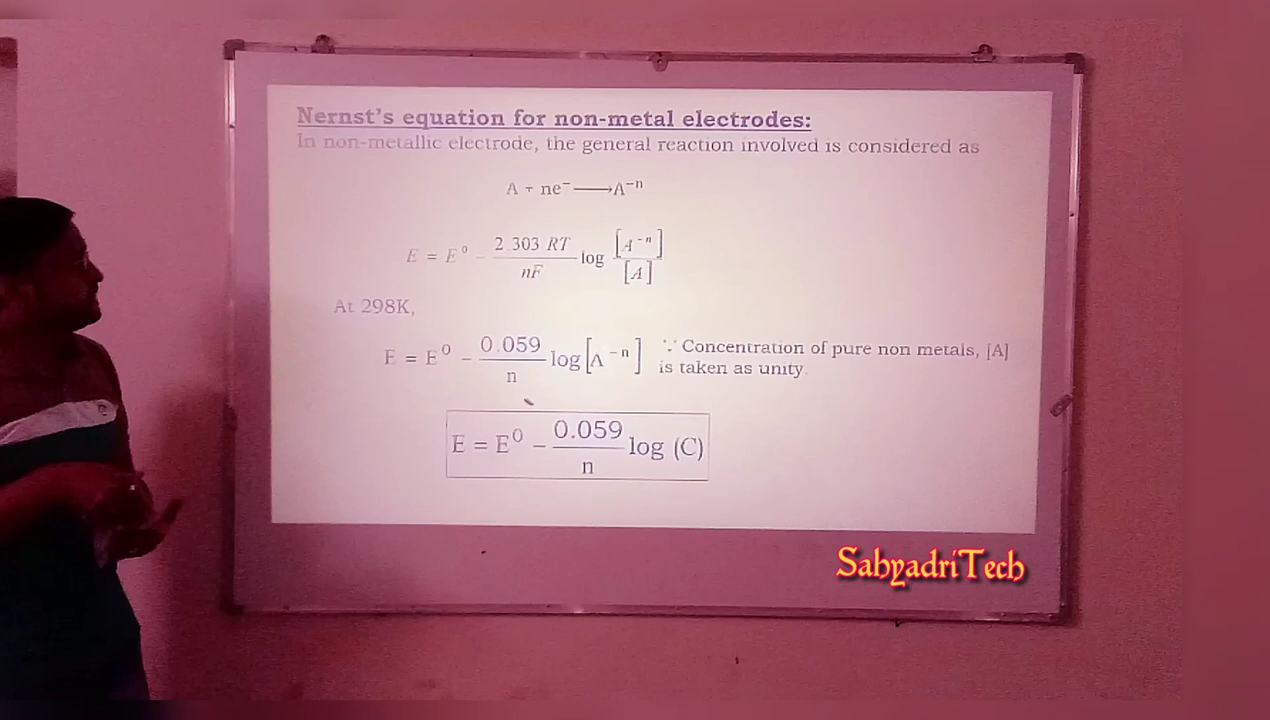 Nernst's equation for non-metal electrodes:
In non-metallic electrode, the general reaction involved is considered as
A + ne⁻ ⟶ A⁻ⁿ
E = E⁰ - 2.303 RT / nF log [A⁻ⁿ] / [A]
At 298K,
E = E⁰ - 0.059 / n log [A⁻ⁿ] ∵ Concentration of pure non metals, [A]
is taken as unity.
E = E⁰ - 0.059 / n log (C)
SahyadriTech